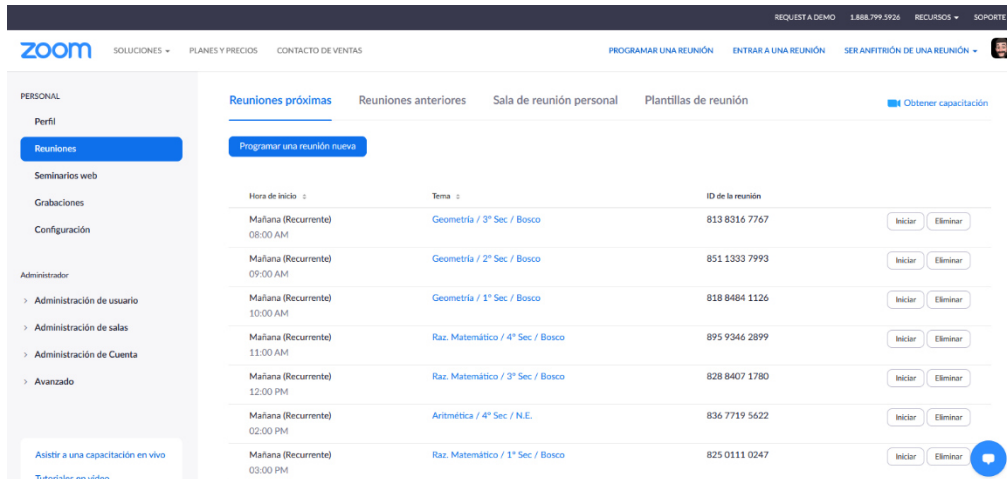 REQUEST A DEMO 1.888.799.5926 RECURSOS SOPORTE
zoom SOLUCIONES PLANES Y PRECIOS CONTACTO DE VENTAS PROGRAMAR UNA REUNIÓN ENTRAR A UNA REUNIÓN SER ANFITRIÓN DE UNA REUNIÓN
PERSONAL
Perfil
Reuniones
Seminarios web
Grabaciones
Configuración
Administrador
Administración de usuario
Administración de salas
Administración de Cuenta
Avanzado
Asistir a una capacitación en vivo
Tutoriales en video
Reuniones próximas Reuniones anteriores Sala de reunión personal Plantillas de reunión Obtener capacitación
Programar una reunión nueva
Hora de inicio Tema ID de la reunión
Mañana (Recurrente) Geometría / 3° Sec / Bosco 813 8316 7767 Iniciar Eliminar
08:00 AM
Mañana (Recurrente) Geometría / 2° Sec / Bosco 851 1333 7993 Iniciar Eliminar
09:00 AM
Mañana (Recurrente) Geometría / 1° Sec / Bosco 818 8484 1126 Iniciar Eliminar
10:00 AM
Mañana (Recurrente) Raz. Matemático / 4° Sec / Bosco 895 9346 2899 Iniciar Eliminar
11:00 AM
Mañana (Recurrente) Raz. Matemático / 3° Sec / Bosco 828 8407 1780 Iniciar Eliminar
12:00 PM
Mañana (Recurrente) Aritmética / 4° Sec / N.E. 836 7719 5622 Iniciar Eliminar
02:00 PM
Mañana (Recurrente) Raz. Matemático / 1° Sec / Bosco 825 0111 0247 Iniciar Eliminar
03:00 PM